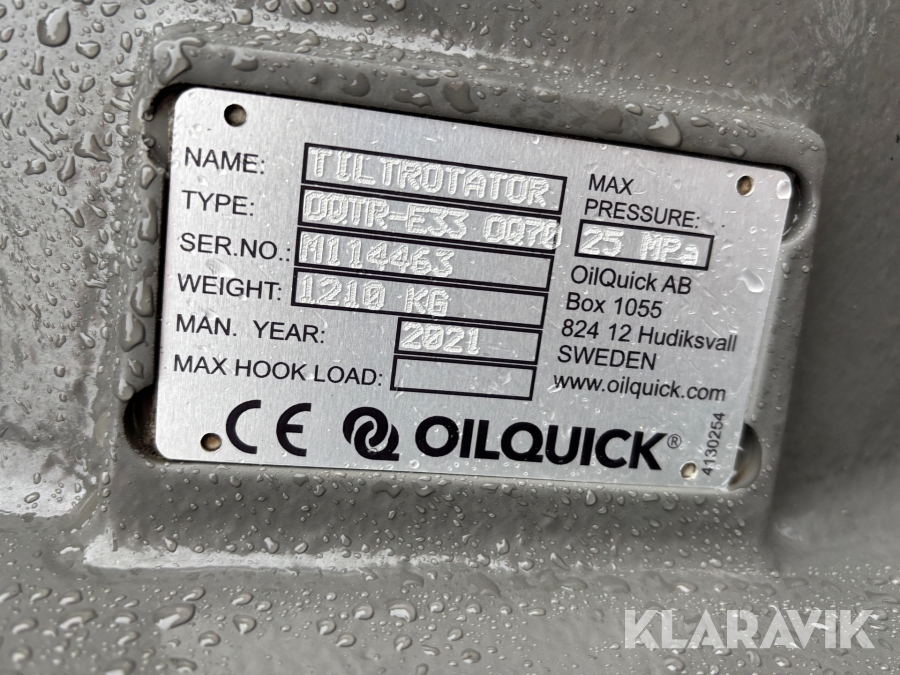 NAME: TILTROTATOR
TYPE: OQTR-E33 OQ70
SER.NO.: M114463
WEIGHT: 1210 KG
MAN. YEAR: 2021
MAX HOOK LOAD:
MAX
PRESSURE:
25 MPa
OilQuick AB
Box 1055
824 12 Hudiksvall
SWEDEN
www.oilquick.com
CE OILQUICK®
4130254
KLARAVIK